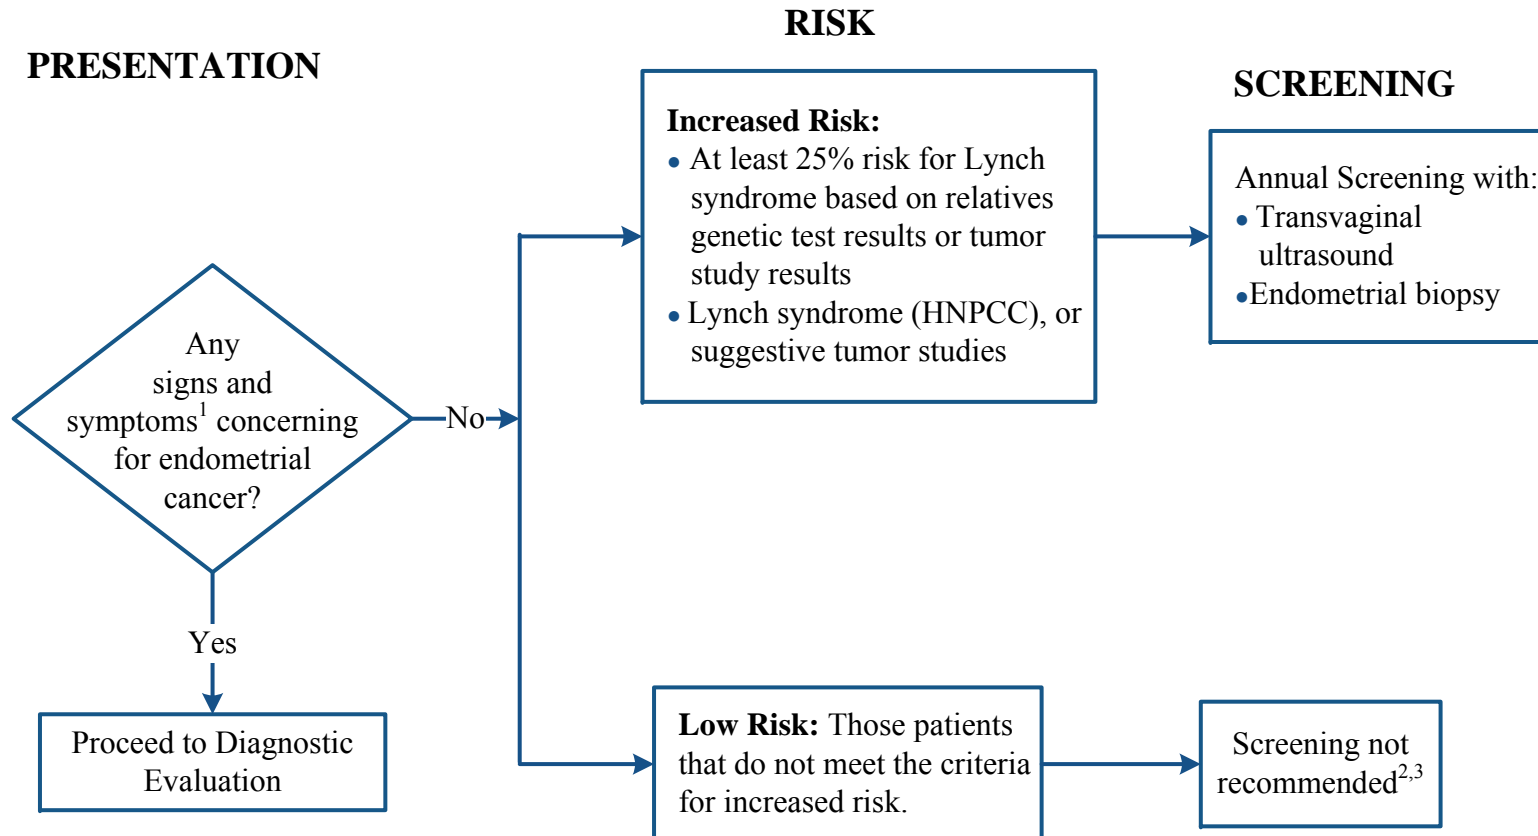 RISK
PRESENTATION
SCREENING
Any
signs and
symptoms1 concerning
for endometrial
cancer?
No
Yes
Proceed to Diagnostic
Evaluation
Increased Risk:
• At least 25% risk for Lynch
syndrome based on relatives
genetic test results or tumor
study results
• Lynch syndrome (HNPCC), or
suggestive tumor studies
Annual Screening with:
• Transvaginal
ultrasound
•Endometrial biopsy
Low Risk: Those patients
that do not meet the criteria
for increased risk.
Screening not
recommended2,3